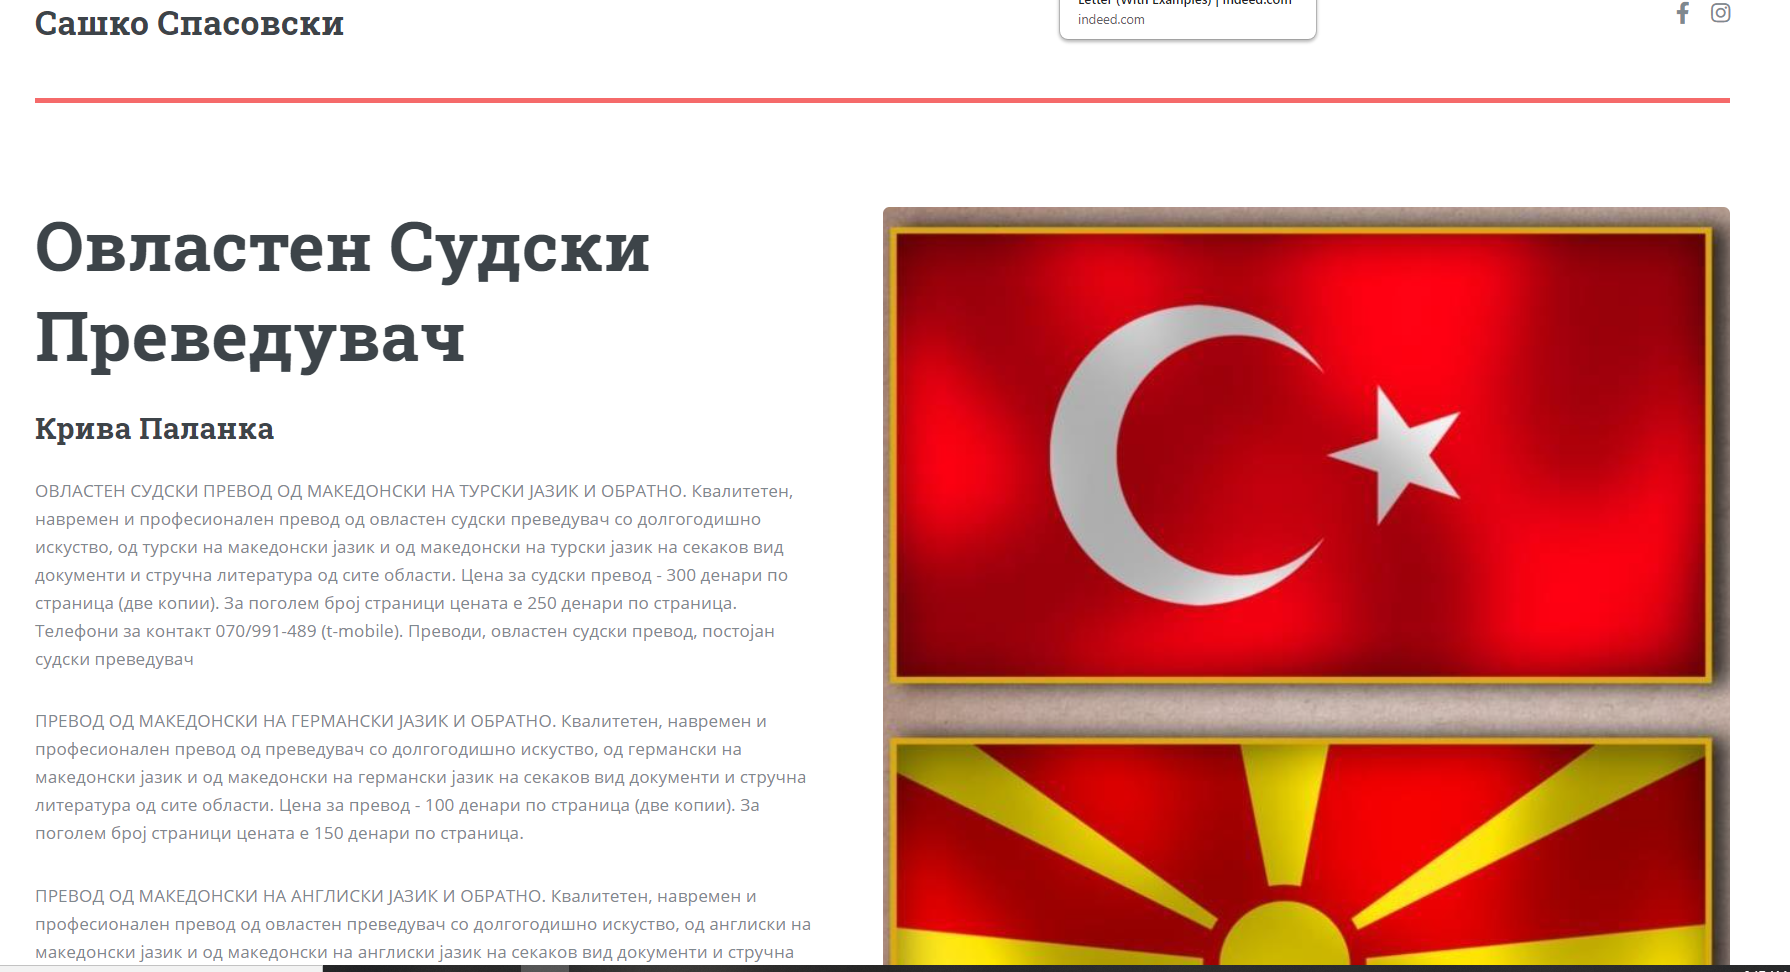 Сашко Спасовски
Letter (With Examples) | Indeed.com
indeed.com
Овластен Судски
Преведувач
Крива Паланка
ОВЛАСТЕН СУДСКИ ПРЕВОД ОД МАКЕДОНСКИ НА ТУРСКИ ЈАЗИК И ОБРАТНО. Квалитетен,
навремен и професионален превод од овластен судски преведувач со долгогодишно
искуство, од турски на македонски јазик и од македонски на турски јазик на секаков вид
документи и стручна литература од сите области. Цена за судски превод - 300 денари по
страница (две копии). За поголем број страници цената е 250 денари по страница.
Телефони за контакт 070/991-489 (t-mobile). Преводи, овластен судски превод, постојан
судски преведувач
ПРЕВОД ОД МАКЕДОНСКИ НА ГЕРМАНСКИ ЈАЗИК И ОБРАТНО. Квалитетен, навремен и
професионален превод од преведувач со долгогодишно искуство, од германски на
македонски јазик и од македонски на германски јазик на секаков вид документи и стручна
литература од сите области. Цена за превод - 100 денари по страница (две копии). За
поголем број страници цената е 150 денари по страница.
ПРЕВОД ОД МАКЕДОНСКИ НА АНГЛИСКИ ЈАЗИК И ОБРАТНО. Квалитетен, навремен и
професионален превод од овластен преведувач со долгогодишно искуство, од англиски на
македонски јазик и од македонски на англиски јазик на секаков вид документи и стручна